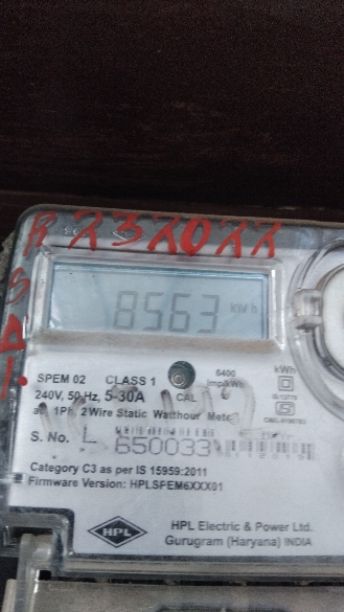 R 232022
8563 kWh
SPEM 02 CLASS 1
6400 imp/kWh
kWh
240V, 50 Hz, 5-30A CAL
1Ph 2Wire Static Watthour Mete
S. No. L 650033
Category C3 as per IS 15959:2011
Firmware Version: HPLSPEM6XXX01
HPL
HPL Electric & Power Ltd.
Gurugram (Haryana) INDIA